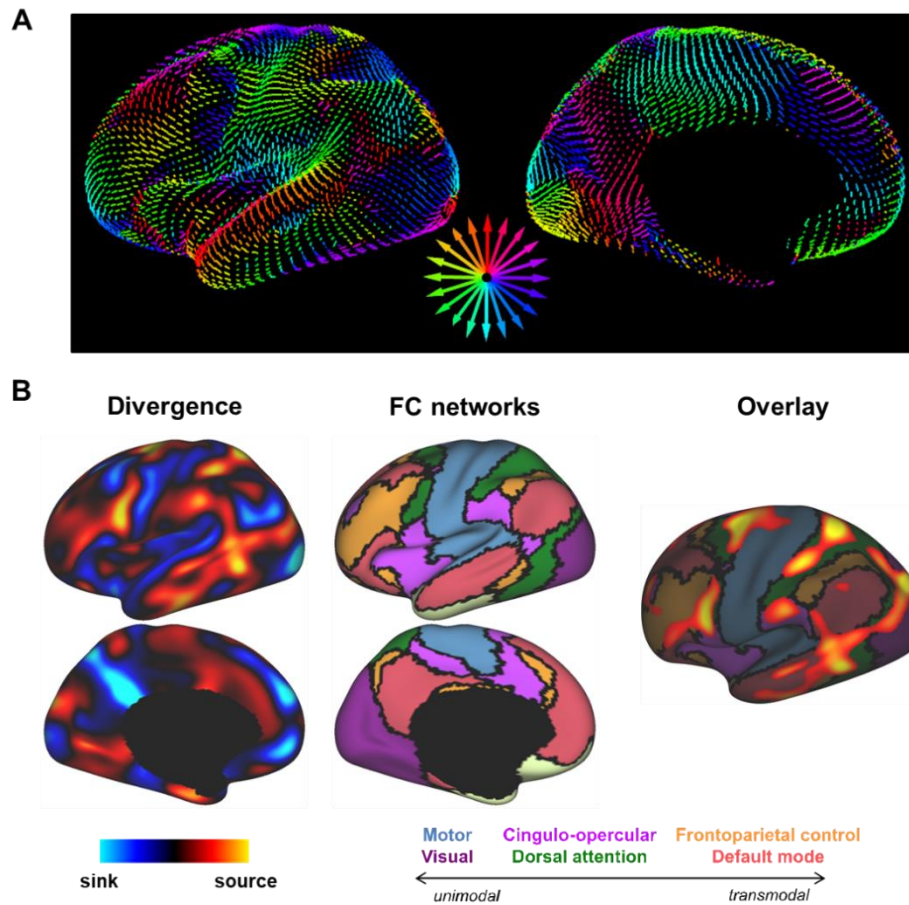 A
B
Divergence FC networks Overlay
Motor Cingulo-opercular Frontoparietal control
Visual Dorsal attention Default mode
sink source
unimodal transmodal